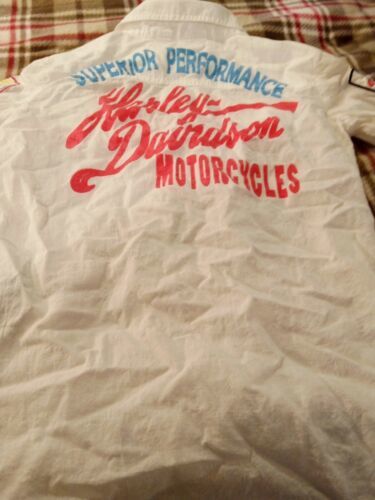 SUPERIOR PERFORMANCE
Harley-
Davidson
MOTORCYCLES